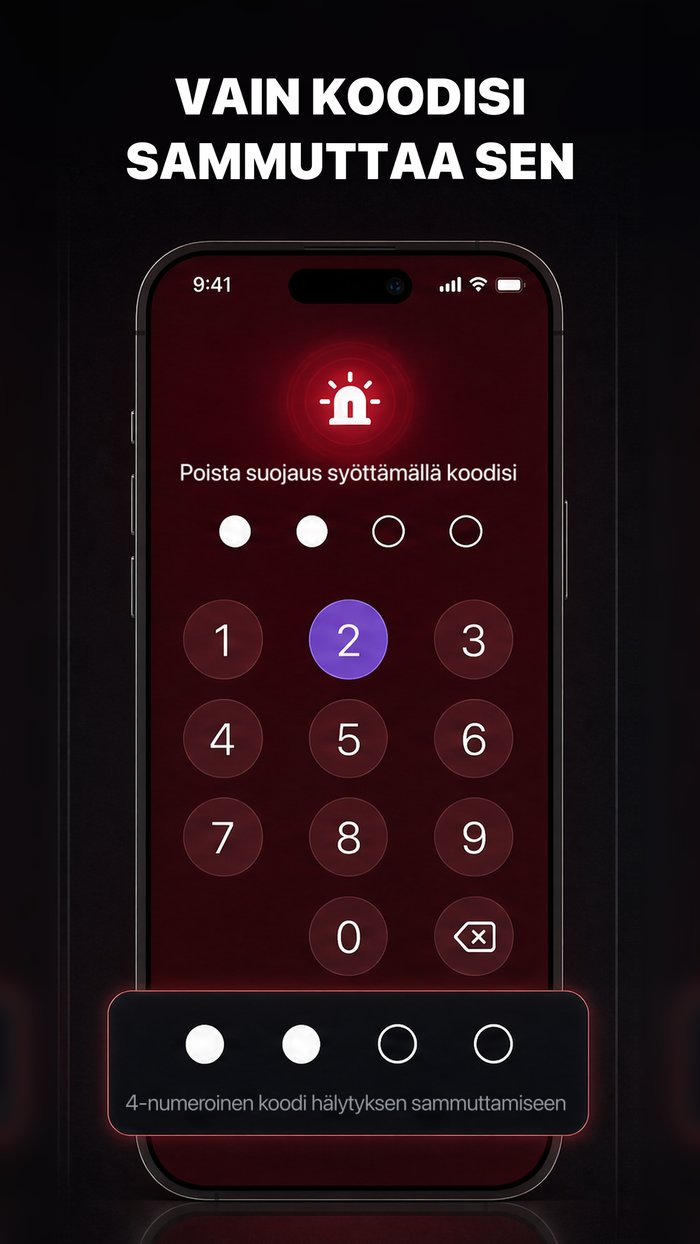 VAIN KOODISI
SAMMUTTAA SEN
9:41
Poista suojaus syöttämällä koodisi
1 2 3
4 5 6
7 8 9
0
4-numeroinen koodi hälytyksen sammuttamiseen